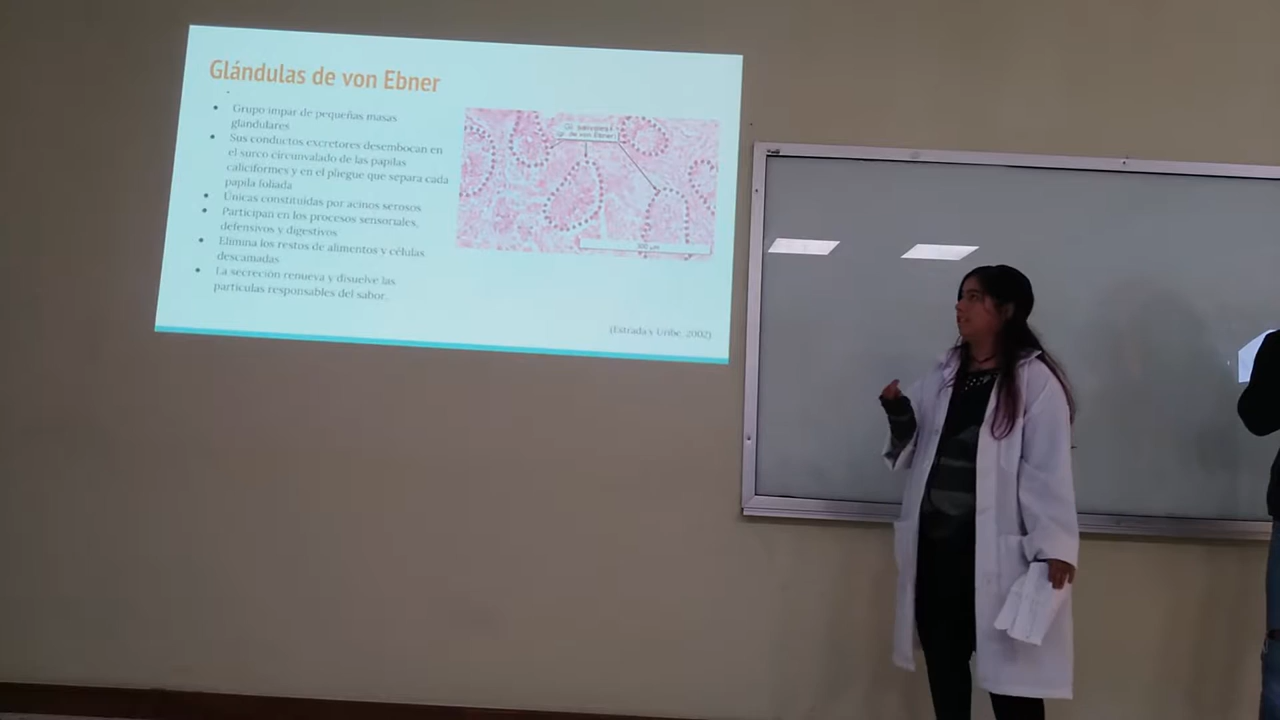 Glándulas de von Ebner
• Grupo impar de pequeñas masas
glandulares
• Sus conductos excretores desembocan en
el surco circunvalado de las papilas
caliciformes y en el pliegue que separa cada
papila foliada
• Únicas constituidas por acinos serosos
• Participan en los procesos sensoriales,
defensivos y digestivos
• Elimina los restos de alimentos y células
descamadas
• La secreción renueva y disuelve las
partículas responsables del sabor.
de von Ebner)
(Estrada y Uribe, 2002)